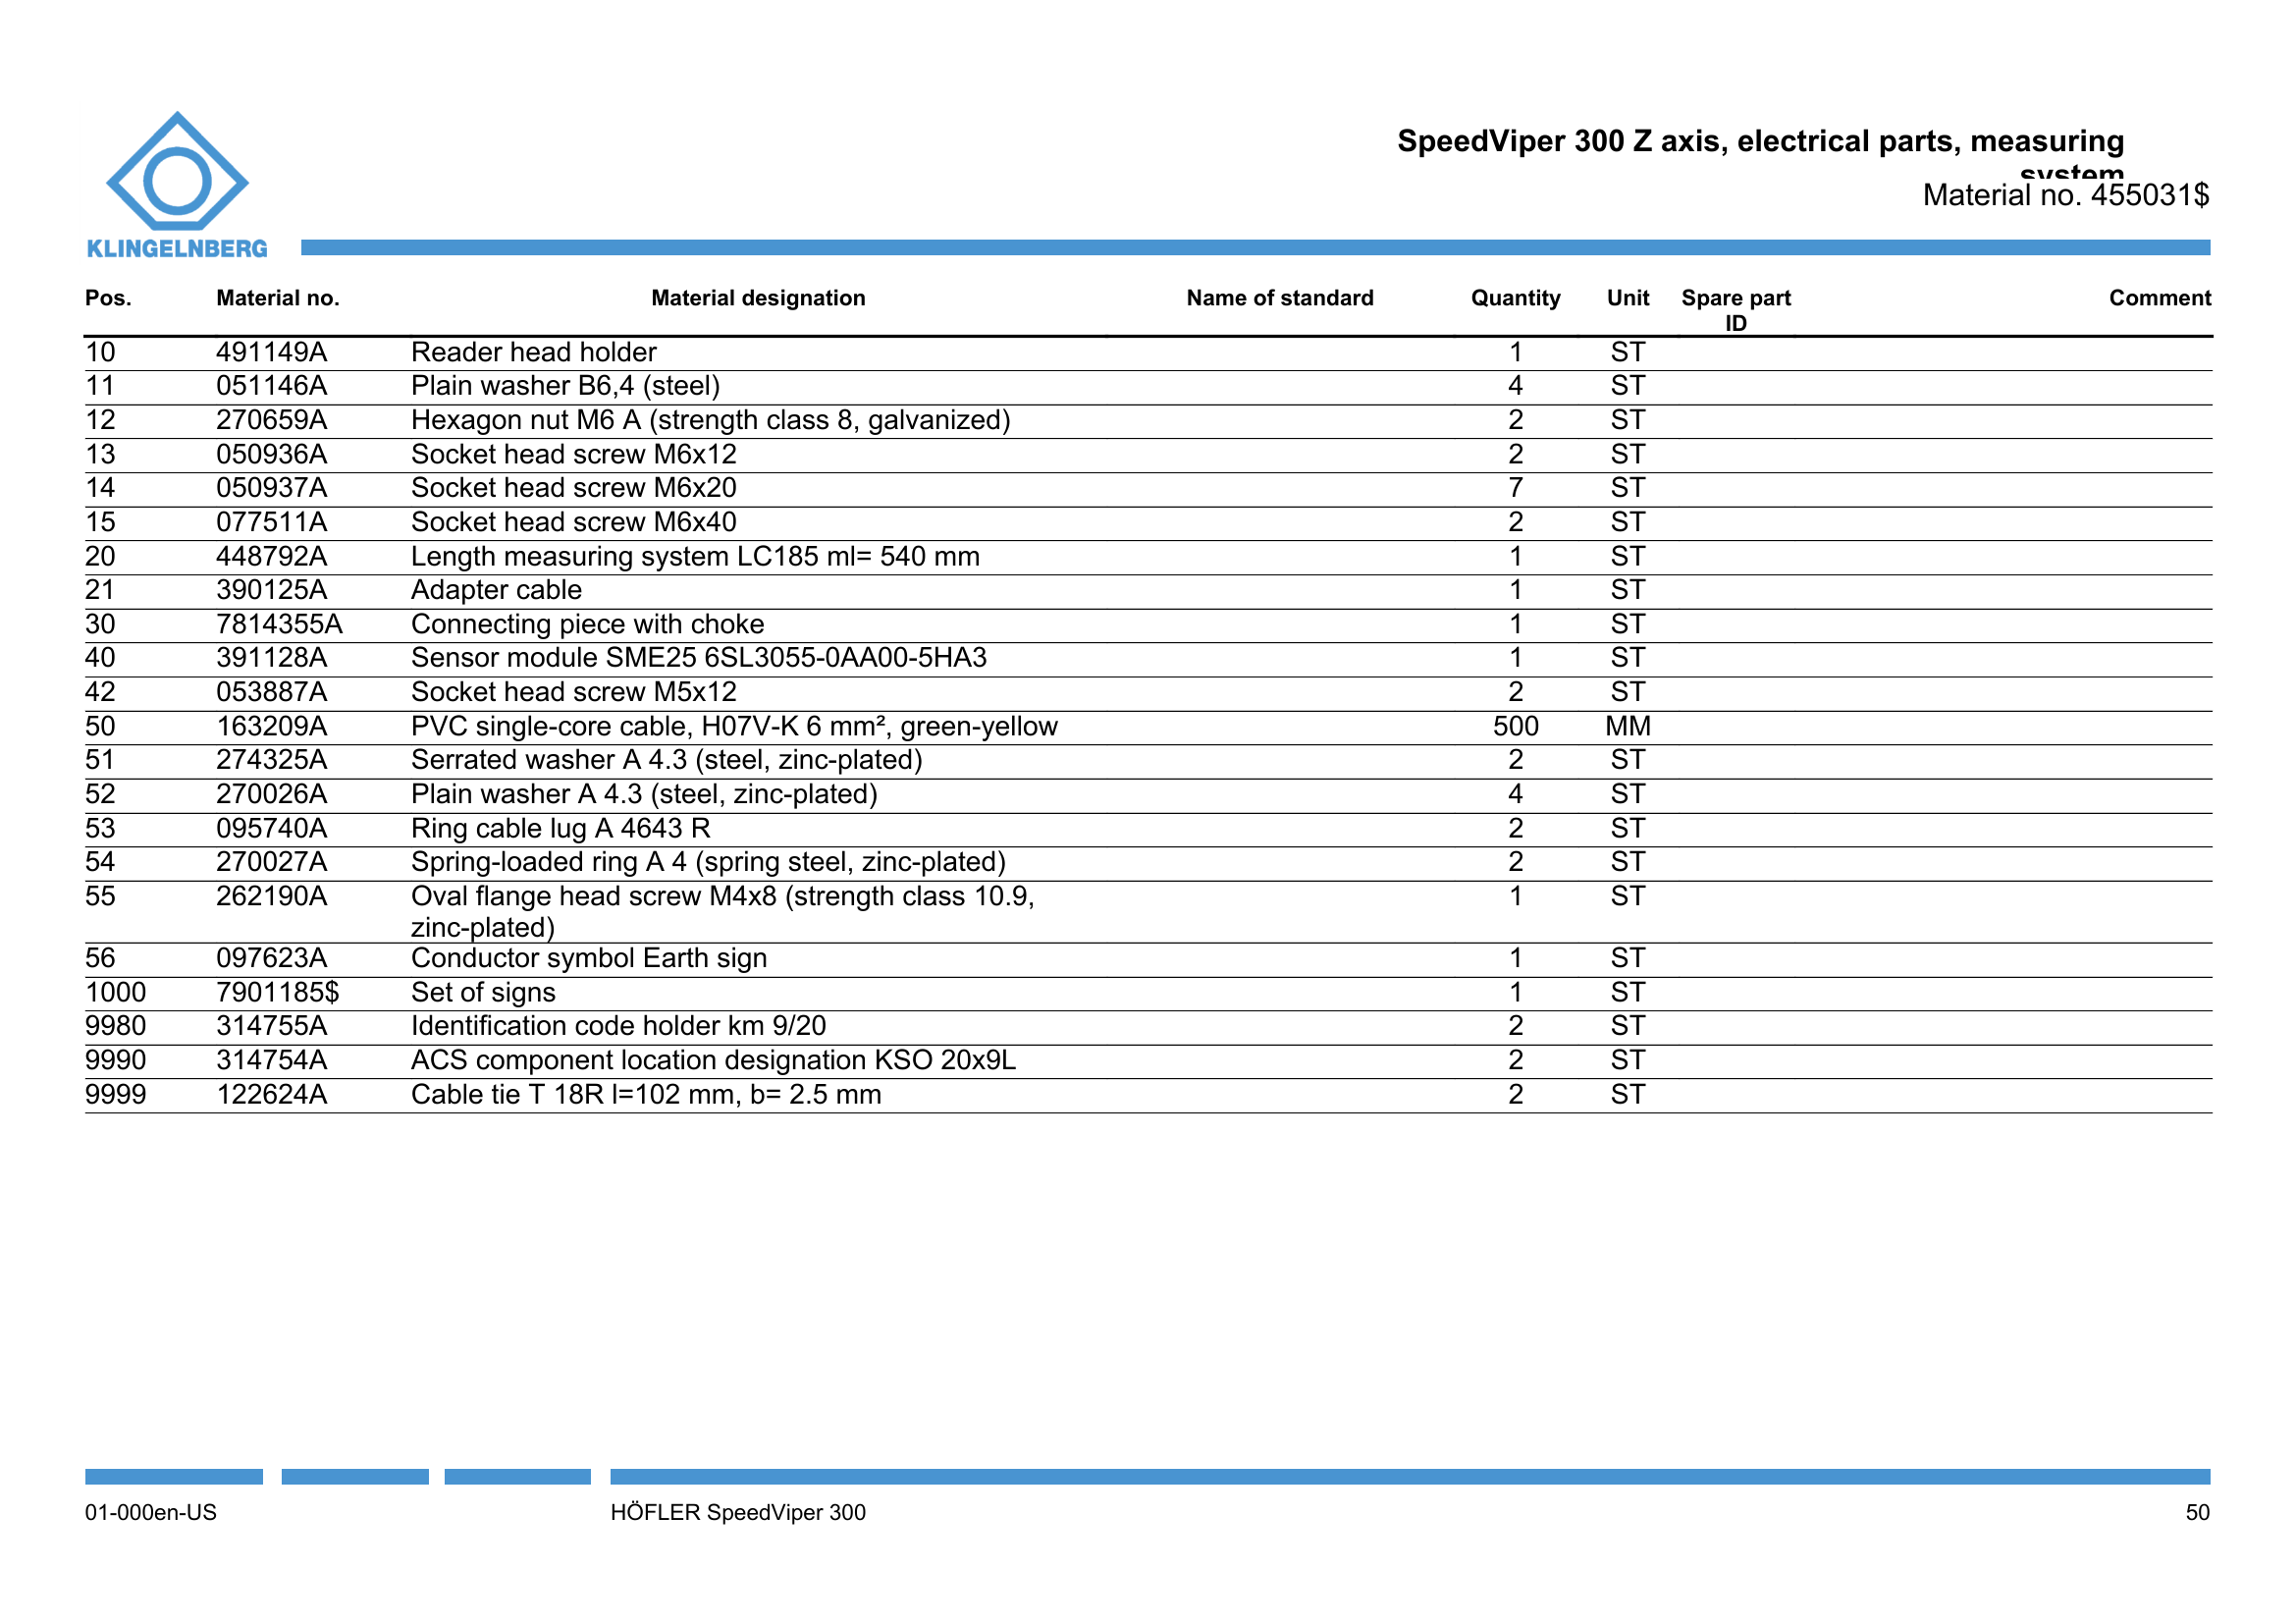 KLINGELNBERG
SpeedViper 300 Z axis, electrical parts, measuring
system
Material no. 455031$
Pos. Material no. Material designation Name of standard Quantity Unit Spare part ID Comment
10 491149A Reader head holder 1 ST
11 051146A Plain washer B6,4 (steel) 4 ST
12 270659A Hexagon nut M6 A (strength class 8, galvanized) 2 ST
13 050936A Socket head screw M6x12 2 ST
14 050937A Socket head screw M6x20 7 ST
15 077511A Socket head screw M6x40 2 ST
20 448792A Length measuring system LC185 ml= 540 mm 1 ST
21 390125A Adapter cable 1 ST
30 7814355A Connecting piece with choke 1 ST
40 391128A Sensor module SME25 6SL3055-0AA00-5HA3 1 ST
42 053887A Socket head screw M5x12 2 ST
50 163209A PVC single-core cable, H07V-K 6 mm², green-yellow 500 MM
51 274325A Serrated washer A 4.3 (steel, zinc-plated) 2 ST
52 270026A Plain washer A 4.3 (steel, zinc-plated) 4 ST
53 095740A Ring cable lug A 4643 R 2 ST
54 270027A Spring-loaded ring A 4 (spring steel, zinc-plated) 2 ST
55 262190A Oval flange head screw M4x8 (strength class 10.9, 1 ST
zinc-plated)
56 097623A Conductor symbol Earth sign 1 ST
1000 7901185$ Set of signs 1 ST
9980 314755A Identification code holder km 9/20 2 ST
9990 314754A ACS component location designation KSO 20x9L 2 ST
9999 122624A Cable tie T 18R l=102 mm, b= 2.5 mm 2 ST
01-000en-US HÖFLER SpeedViper 300 50